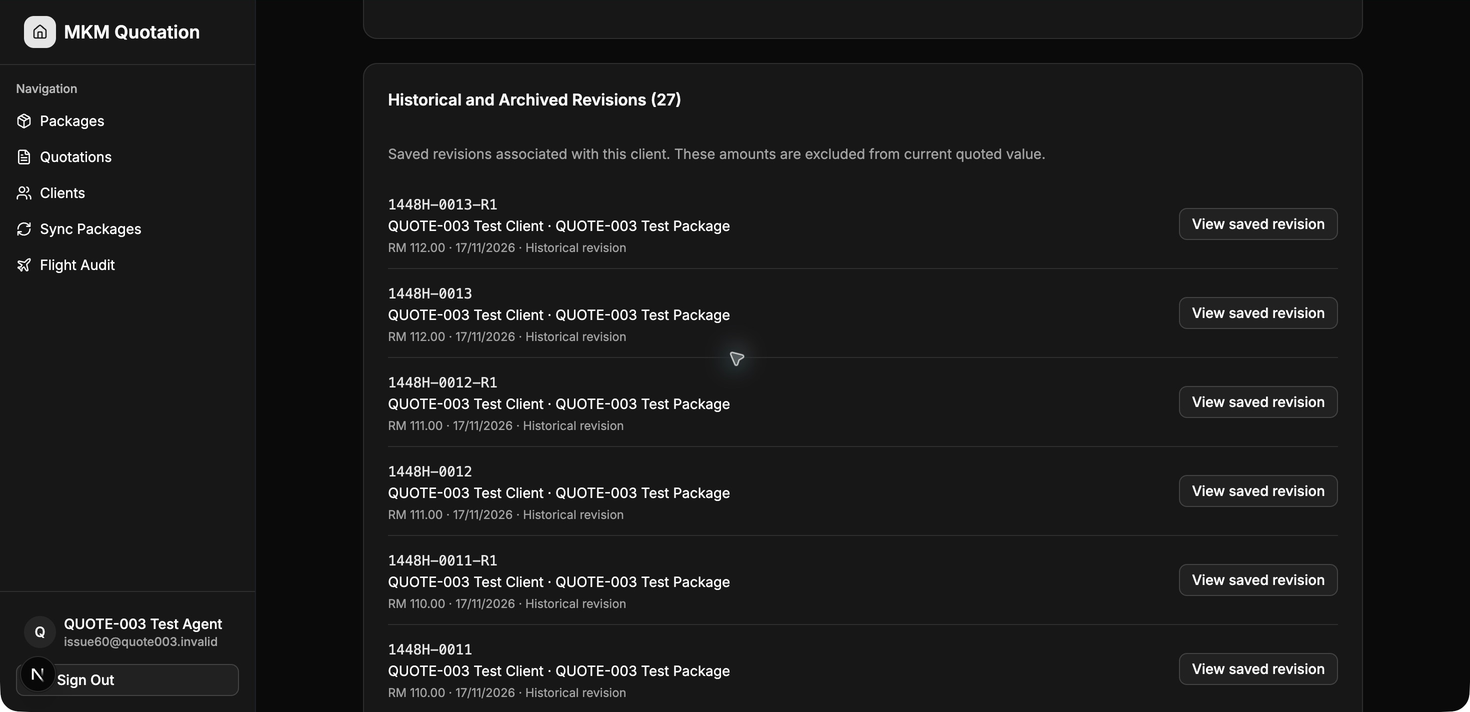 MKM Quotation
Navigation
Packages
Quotations
Clients
Sync Packages
Flight Audit
Q
QUOTE-003 Test Agent
issue60@quote003.invalid
N
Sign Out
Historical and Archived Revisions (27)
Saved revisions associated with this client. These amounts are excluded from current quoted value.
1448H-0013-R1
QUOTE-003 Test Client · QUOTE-003 Test Package
RM 112.00 · 17/11/2026 · Historical revision
View saved revision
1448H-0013
QUOTE-003 Test Client · QUOTE-003 Test Package
RM 112.00 · 17/11/2026 · Historical revision
View saved revision
1448H-0012-R1
QUOTE-003 Test Client · QUOTE-003 Test Package
RM 111.00 · 17/11/2026 · Historical revision
View saved revision
1448H-0012
QUOTE-003 Test Client · QUOTE-003 Test Package
RM 111.00 · 17/11/2026 · Historical revision
View saved revision
1448H-0011-R1
QUOTE-003 Test Client · QUOTE-003 Test Package
RM 110.00 · 17/11/2026 · Historical revision
View saved revision
1448H-0011
QUOTE-003 Test Client · QUOTE-003 Test Package
RM 110.00 · 17/11/2026 · Historical revision
View saved revision